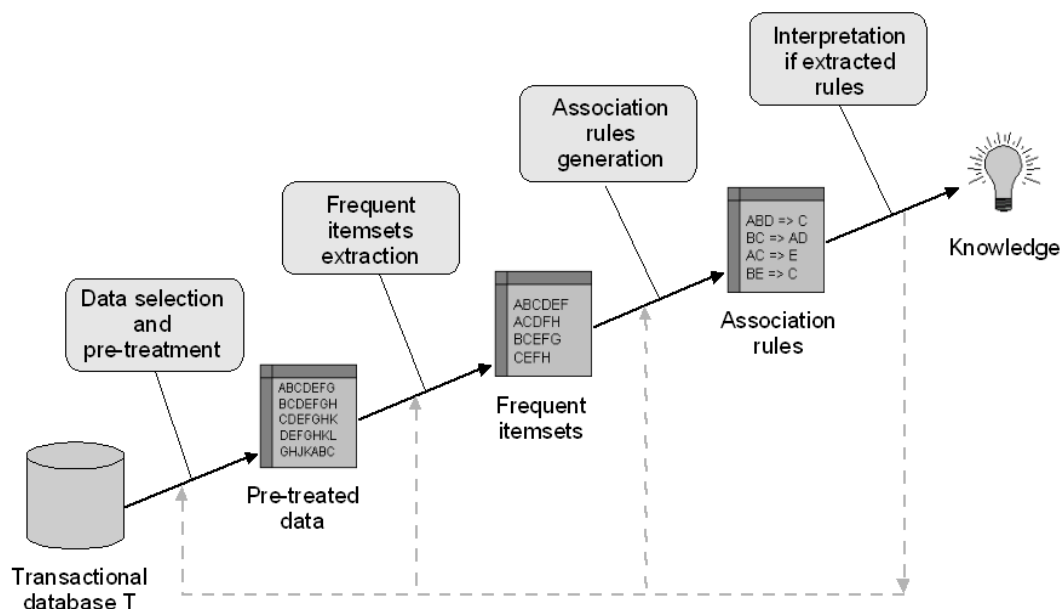 Interpretation
if extracted
rules
Association
rules
generation
Frequent
itemsets
extraction
Data selection
and
pre-treatment
Transactional
database T
ABCDEFG
BCDEFGH
CDEFGHK
DEFGHKL
GHJKABC
Pre-treated
data
ABCDEF
ACDFH
BCEFG
CEFH
Frequent
itemsets
ABD => C
BC => AD
AC => E
BE => C
Association
rules
Knowledge